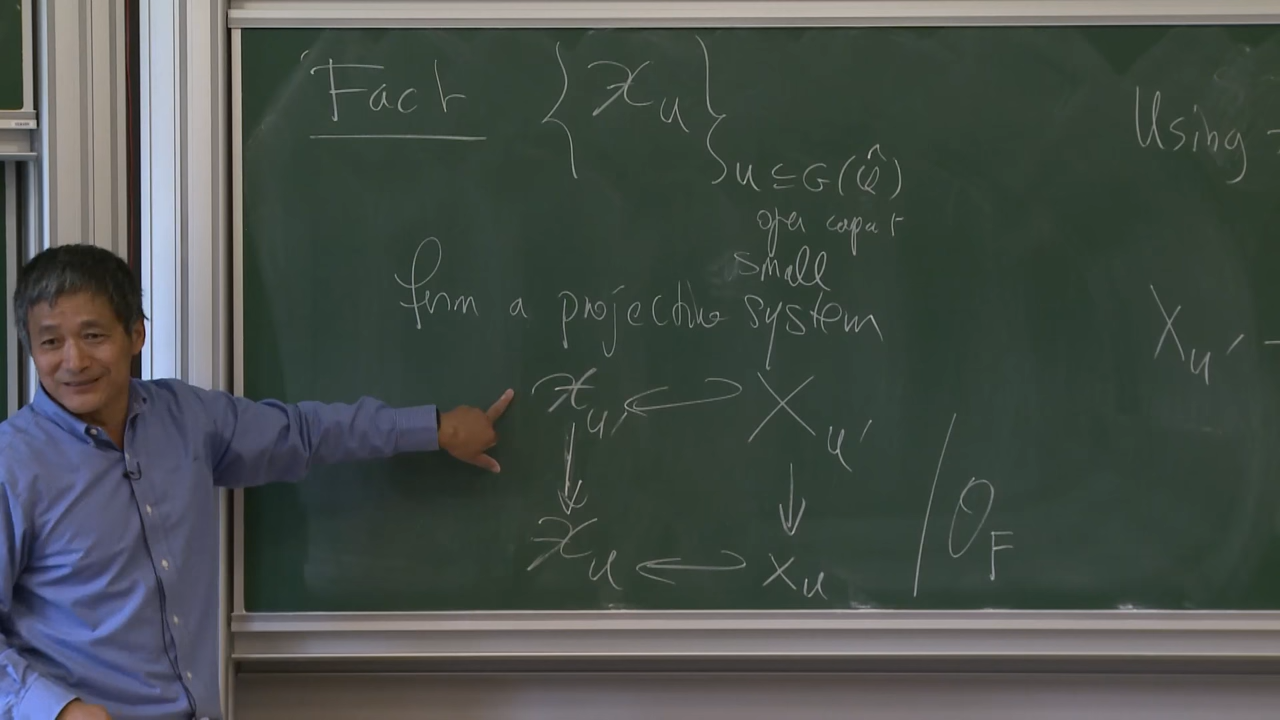 Fact { 𝒳_U }_{U ⊆ G(Q̂)}
open compact
small
form a projective system
𝒳_{U'} ↩ X_{U'}
↓ ↓ / O_F
𝒳_U ↩ X_U
Using
X_{U'}